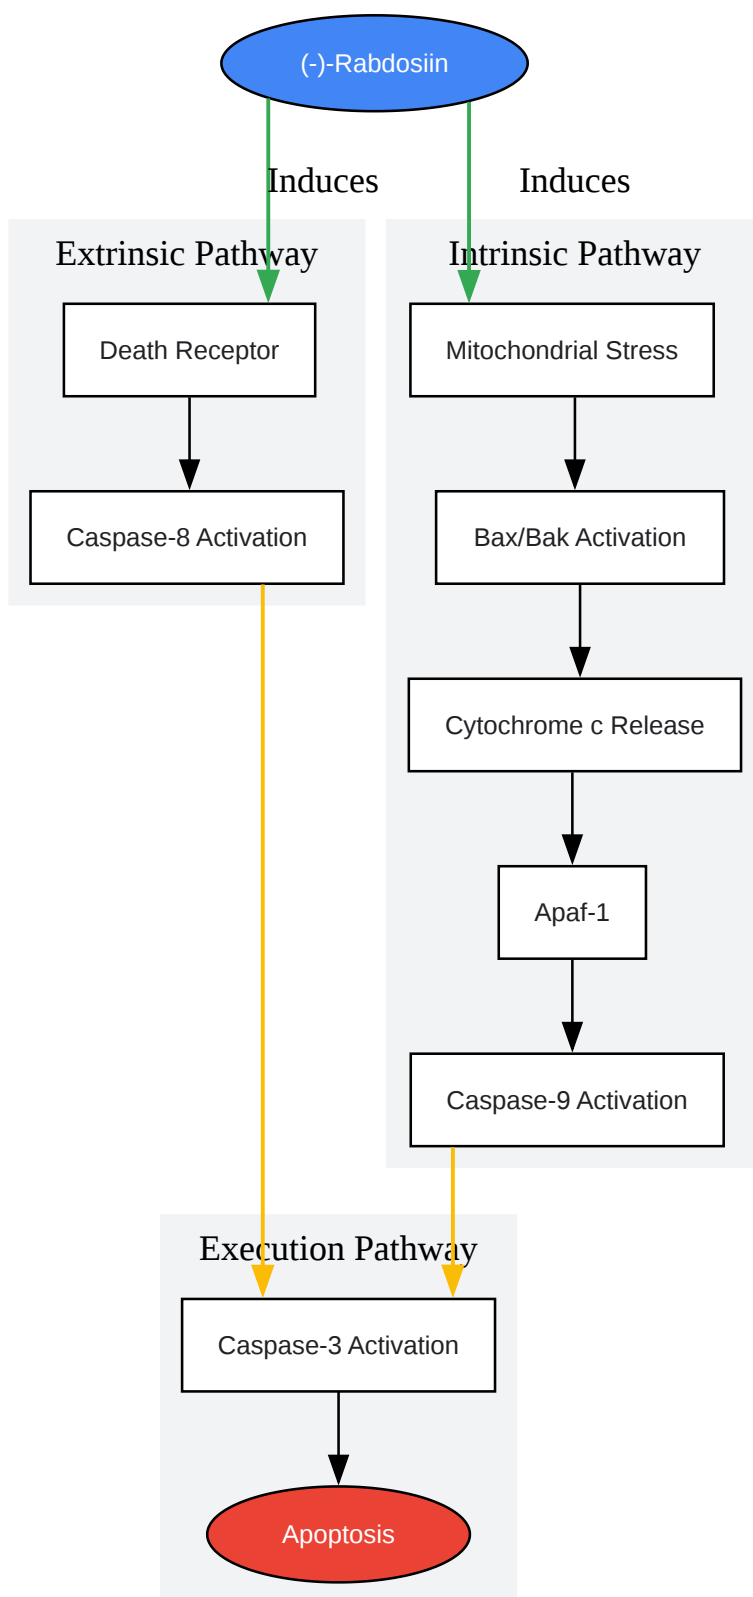 (-)-Rabdosiin
Induces
Induces
Extrinsic Pathway
Death Receptor
Caspase-8 Activation
Intrinsic Pathway
Mitochondrial Stress
Bax/Bak Activation
Cytochrome c Release
Apaf-1
Caspase-9 Activation
Execution Pathway
Caspase-3 Activation
Apoptosis